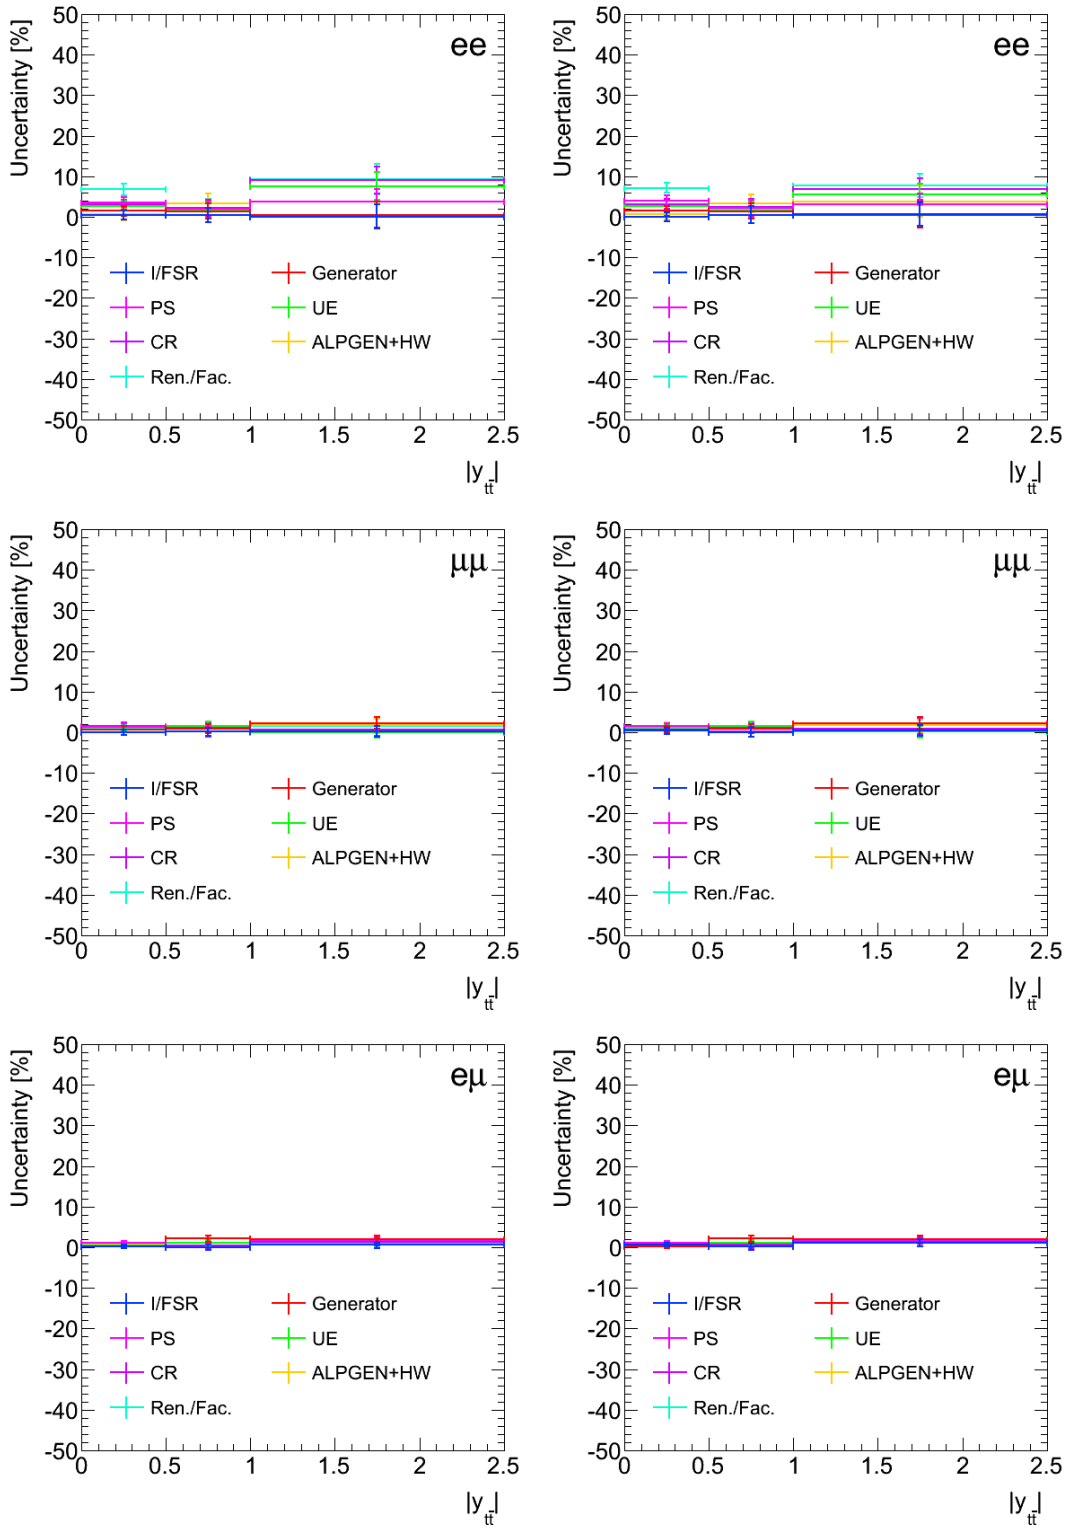 Uncertainty [%]
ee
50
40
30
20
10
0
-10
-20
-30
-40
-50
I/FSR
Generator
PS
UE
CR
ALPGEN+HW
Ren./Fac.
0 0.5 1 1.5 2 2.5
|y_tt̄|
Uncertainty [%]
ee
50
40
30
20
10
0
-10
-20
-30
-40
-50
I/FSR
Generator
PS
UE
CR
ALPGEN+HW
Ren./Fac.
0 0.5 1 1.5 2 2.5
|y_tt̄|
Uncertainty [%]
μμ
50
40
30
20
10
0
-10
-20
-30
-40
-50
I/FSR
Generator
PS
UE
CR
ALPGEN+HW
Ren./Fac.
0 0.5 1 1.5 2 2.5
|y_tt̄|
Uncertainty [%]
μμ
50
40
30
20
10
0
-10
-20
-30
-40
-50
I/FSR
Generator
PS
UE
CR
ALPGEN+HW
Ren./Fac.
0 0.5 1 1.5 2 2.5
|y_tt̄|
Uncertainty [%]
eμ
50
40
30
20
10
0
-10
-20
-30
-40
-50
I/FSR
Generator
PS
UE
CR
ALPGEN+HW
Ren./Fac.
0 0.5 1 1.5 2 2.5
|y_tt̄|
Uncertainty [%]
eμ
50
40
30
20
10
0
-10
-20
-30
-40
-50
I/FSR
Generator
PS
UE
CR
ALPGEN+HW
Ren./Fac.
0 0.5 1 1.5 2 2.5
|y_tt̄|